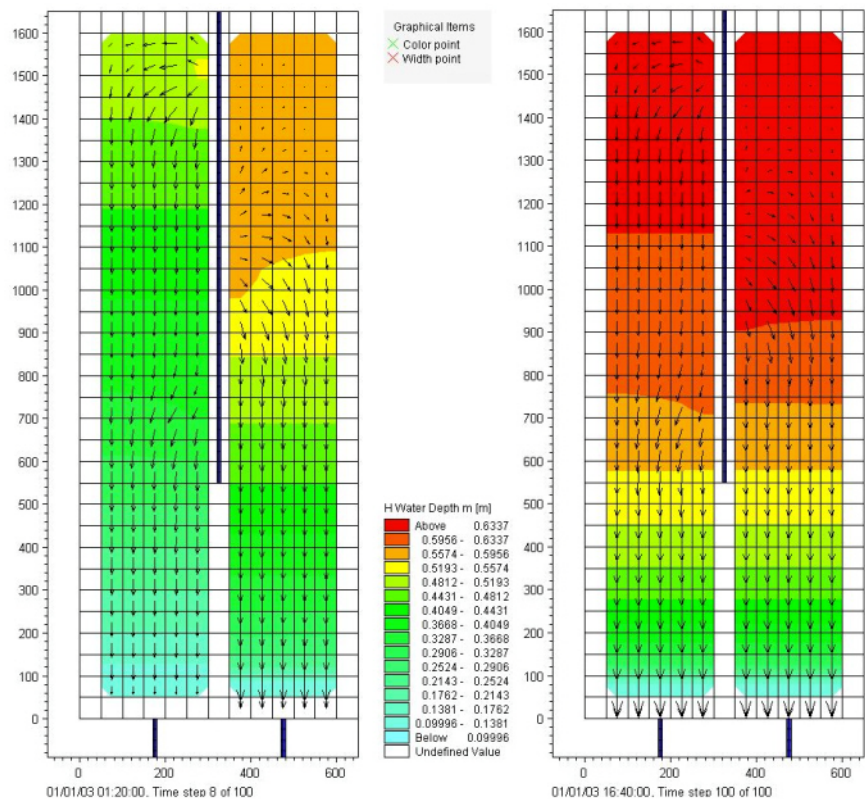 Graphical Items
Color point
Width point
1600
1500
1400
1300
1200
1100
1000
900
800
700
600
500
400
300
200
100
0
0 200 400 600
01/01/03 01:20:00, Time step 8 of 100
H Water Depth m [m]
Above 0.6337
0.5956 - 0.6337
0.5574 - 0.5956
0.5193 - 0.5574
0.4812 - 0.5193
0.4431 - 0.4812
0.4049 - 0.4431
0.3668 - 0.4049
0.3287 - 0.3668
0.2906 - 0.3287
0.2524 - 0.2906
0.2143 - 0.2524
0.1762 - 0.2143
0.1381 - 0.1762
0.09996 - 0.1381
Below 0.09996
Undefined Value
1600
1500
1400
1300
1200
1100
1000
900
800
700
600
500
400
300
200
100
0
0 200 400 600
01/01/03 16:40:00, Time step 100 of 100